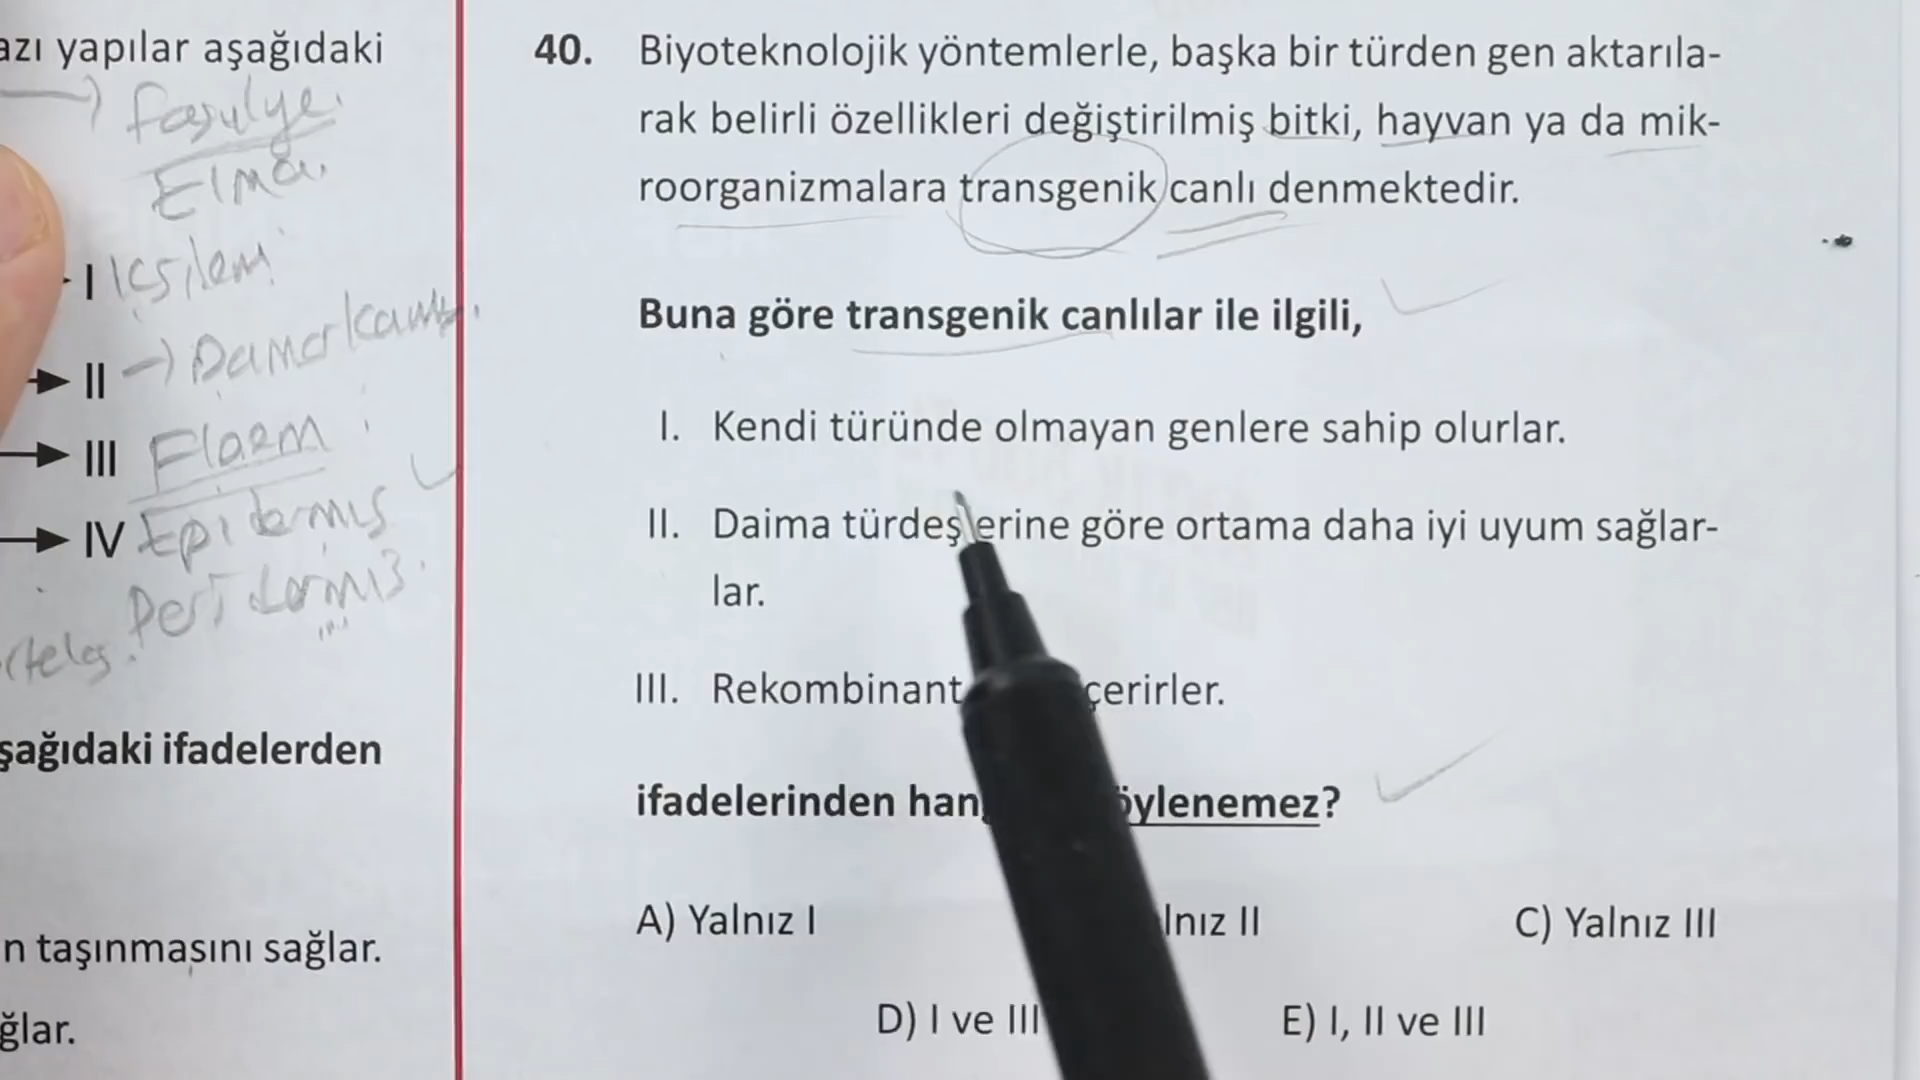 azı yapılar aşağıdaki
fasulye.
Elma.
I
II → Damar
III Floem
IV Epidermis
Peridermis.
şağıdaki ifadelerden
n taşınmasını sağlar.
ğlar.
40. Biyoteknolojik yöntemlerle, başka bir türden gen aktarıla-
rak belirli özellikleri değiştirilmiş bitki, hayvan ya da mik-
roorganizmalara transgenik canlı denmektedir.
Buna göre transgenik canlılar ile ilgili,
I. Kendi türünde olmayan genlere sahip olurlar.
II. Daima türdeşlerine göre ortama daha iyi uyum sağlar-
lar.
III. Rekombinant çerirler.
ifadelerinden han öylenemez?
A) Yalnız I
lnız II
C) Yalnız III
D) I ve III
E) I, II ve III